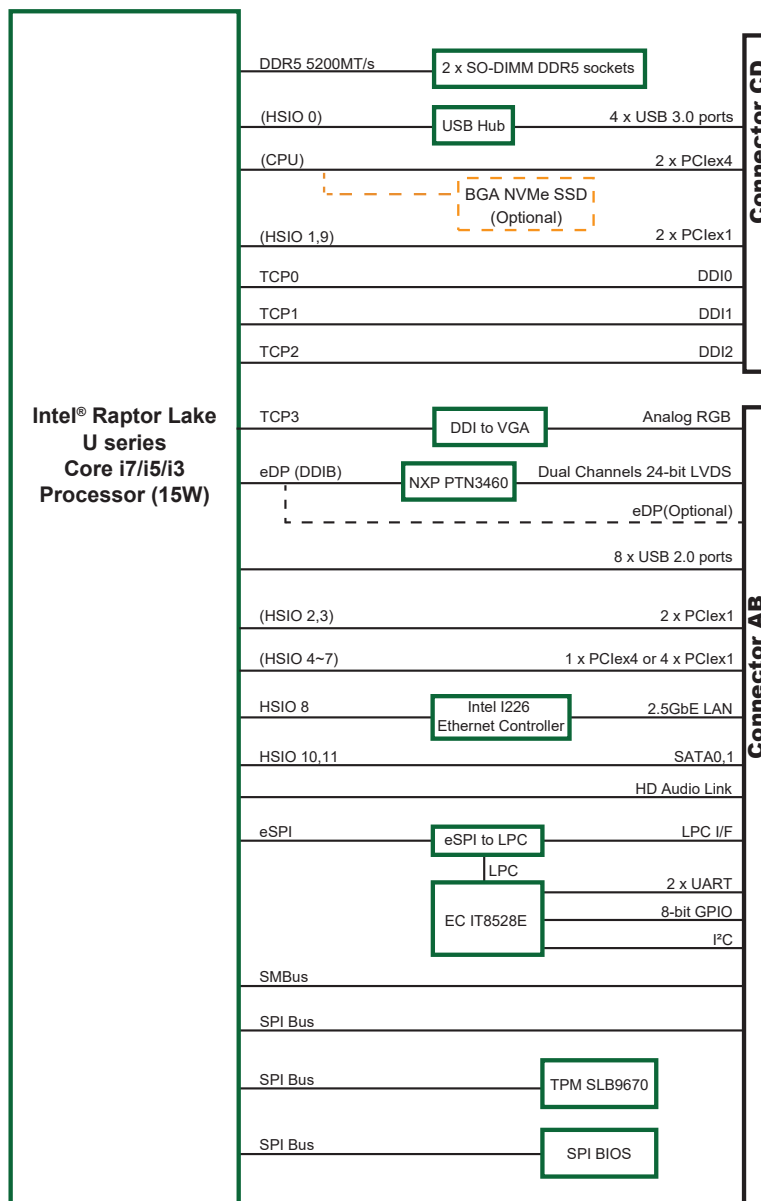 DDR5 5200MT/s
2 x SO-DIMM DDR5 sockets
(HSIO 0)
USB Hub
4 x USB 3.0 ports
(CPU)
2 x PCIex4
BGA NVMe SSD
(Optional)
(HSIO 1,9)
2 x PCIex1
TCP0
DDI0
TCP1
DDI1
TCP2
DDI2
Connector CD
Intel® Raptor Lake
U series
Core i7/i5/i3
Processor (15W)
TCP3
DDI to VGA
Analog RGB
eDP (DDIB)
NXP PTN3460
Dual Channels 24-bit LVDS
eDP(Optional)
8 x USB 2.0 ports
(HSIO 2,3)
2 x PCIex1
(HSIO 4~7)
1 x PCIex4 or 4 x PCIex1
HSIO 8
Intel I226
Ethernet Controller
2.5GbE LAN
HSIO 10,11
SATA0,1
HD Audio Link
eSPI
eSPI to LPC
LPC I/F
LPC
EC IT8528E
2 x UART
8-bit GPIO
I²C
SMBus
SPI Bus
SPI Bus
TPM SLB9670
SPI Bus
SPI BIOS
Connector AB